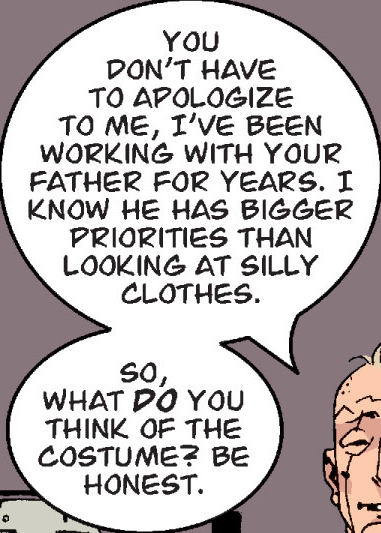 YOU
DON'T HAVE
TO APOLOGIZE
TO ME, I'VE BEEN
WORKING WITH YOUR
FATHER FOR YEARS. I
KNOW HE HAS BIGGER
PRIORITIES THAN
LOOKING AT SILLY
CLOTHES.
SO,
WHAT DO YOU
THINK OF THE
COSTUME? BE
HONEST.